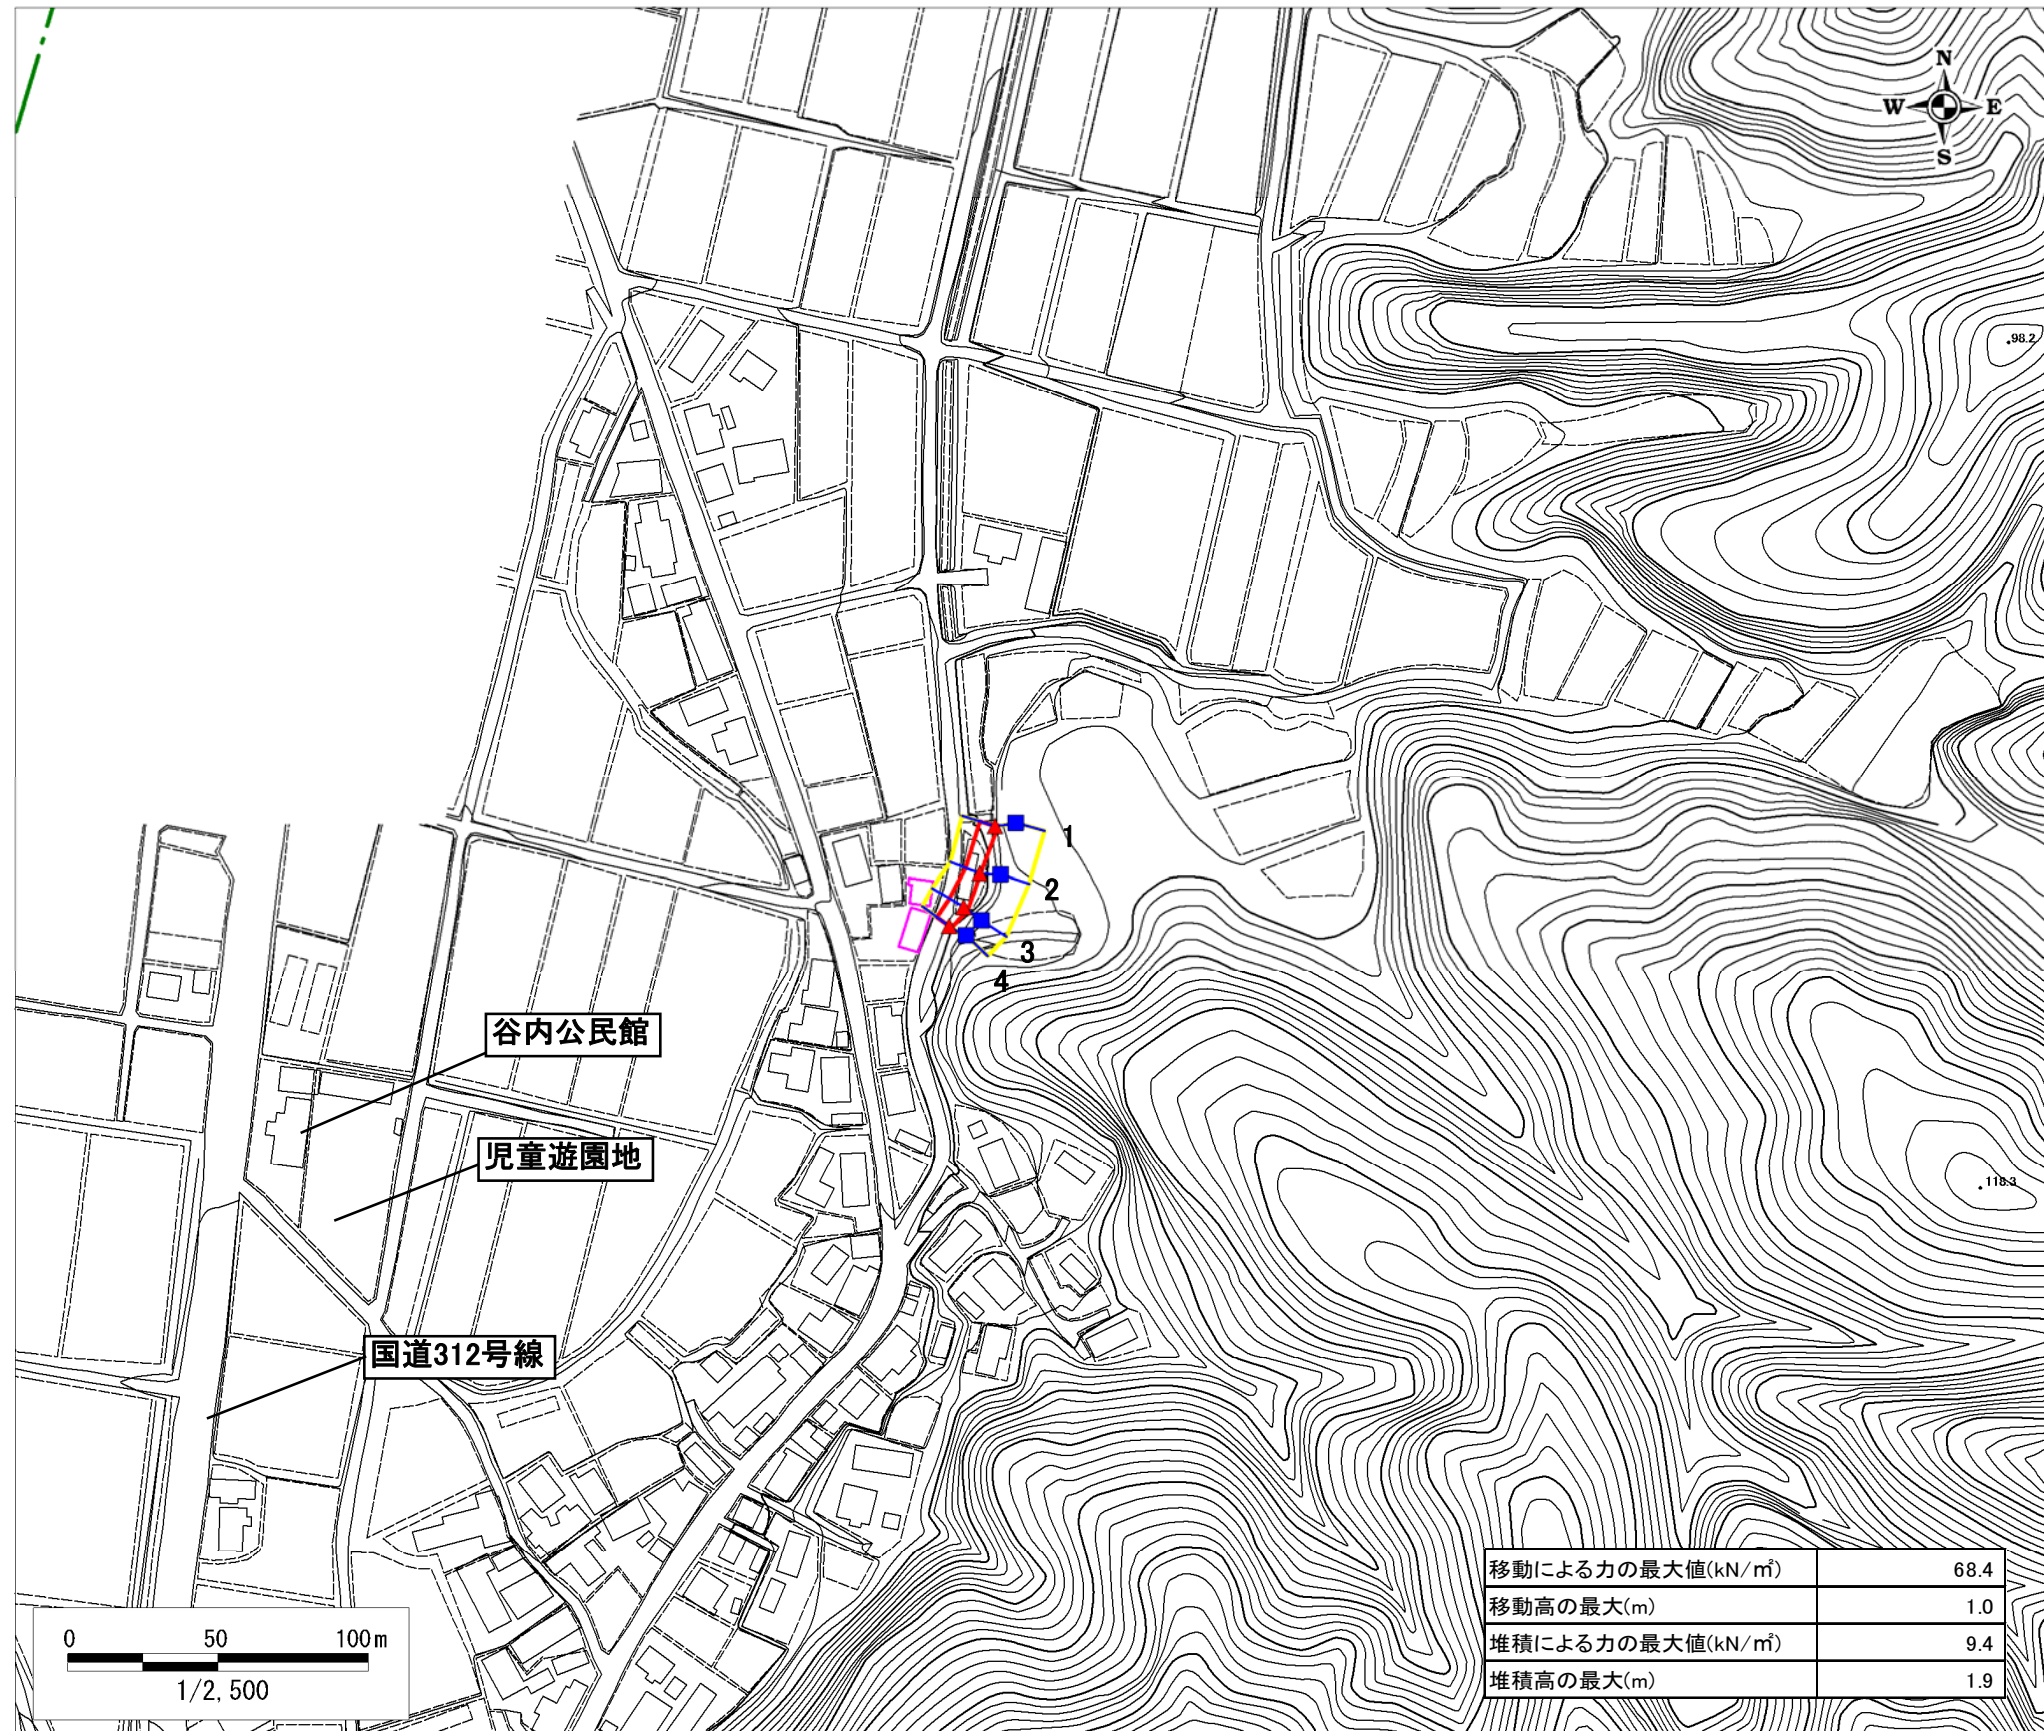 N
W E
S
98.2
1
2
3
4
谷内公民館
児童遊園地
118.3
国道312号線
移動による力の最大値(kN/㎡) 68.4
移動高の最大(m) 1.0
堆積による力の最大値(kN/㎡) 9.4
堆積高の最大(m) 1.9
0 50 100m
1/2,500